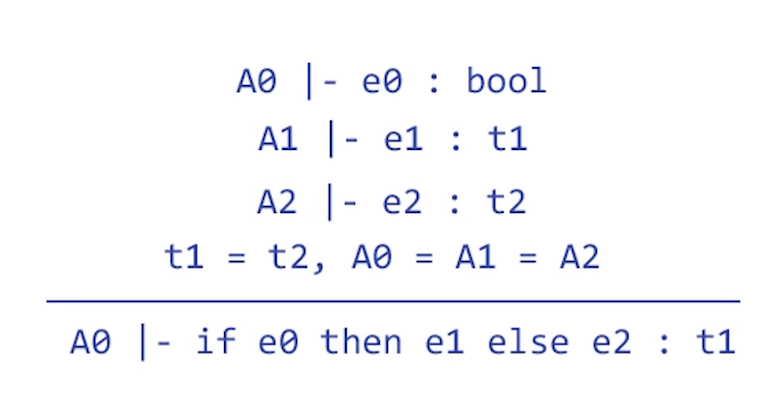 A0 |- e0 : bool
A1 |- e1 : t1
A2 |- e2 : t2
t1 = t2, A0 = A1 = A2
A0 |- if e0 then e1 else e2 : t1